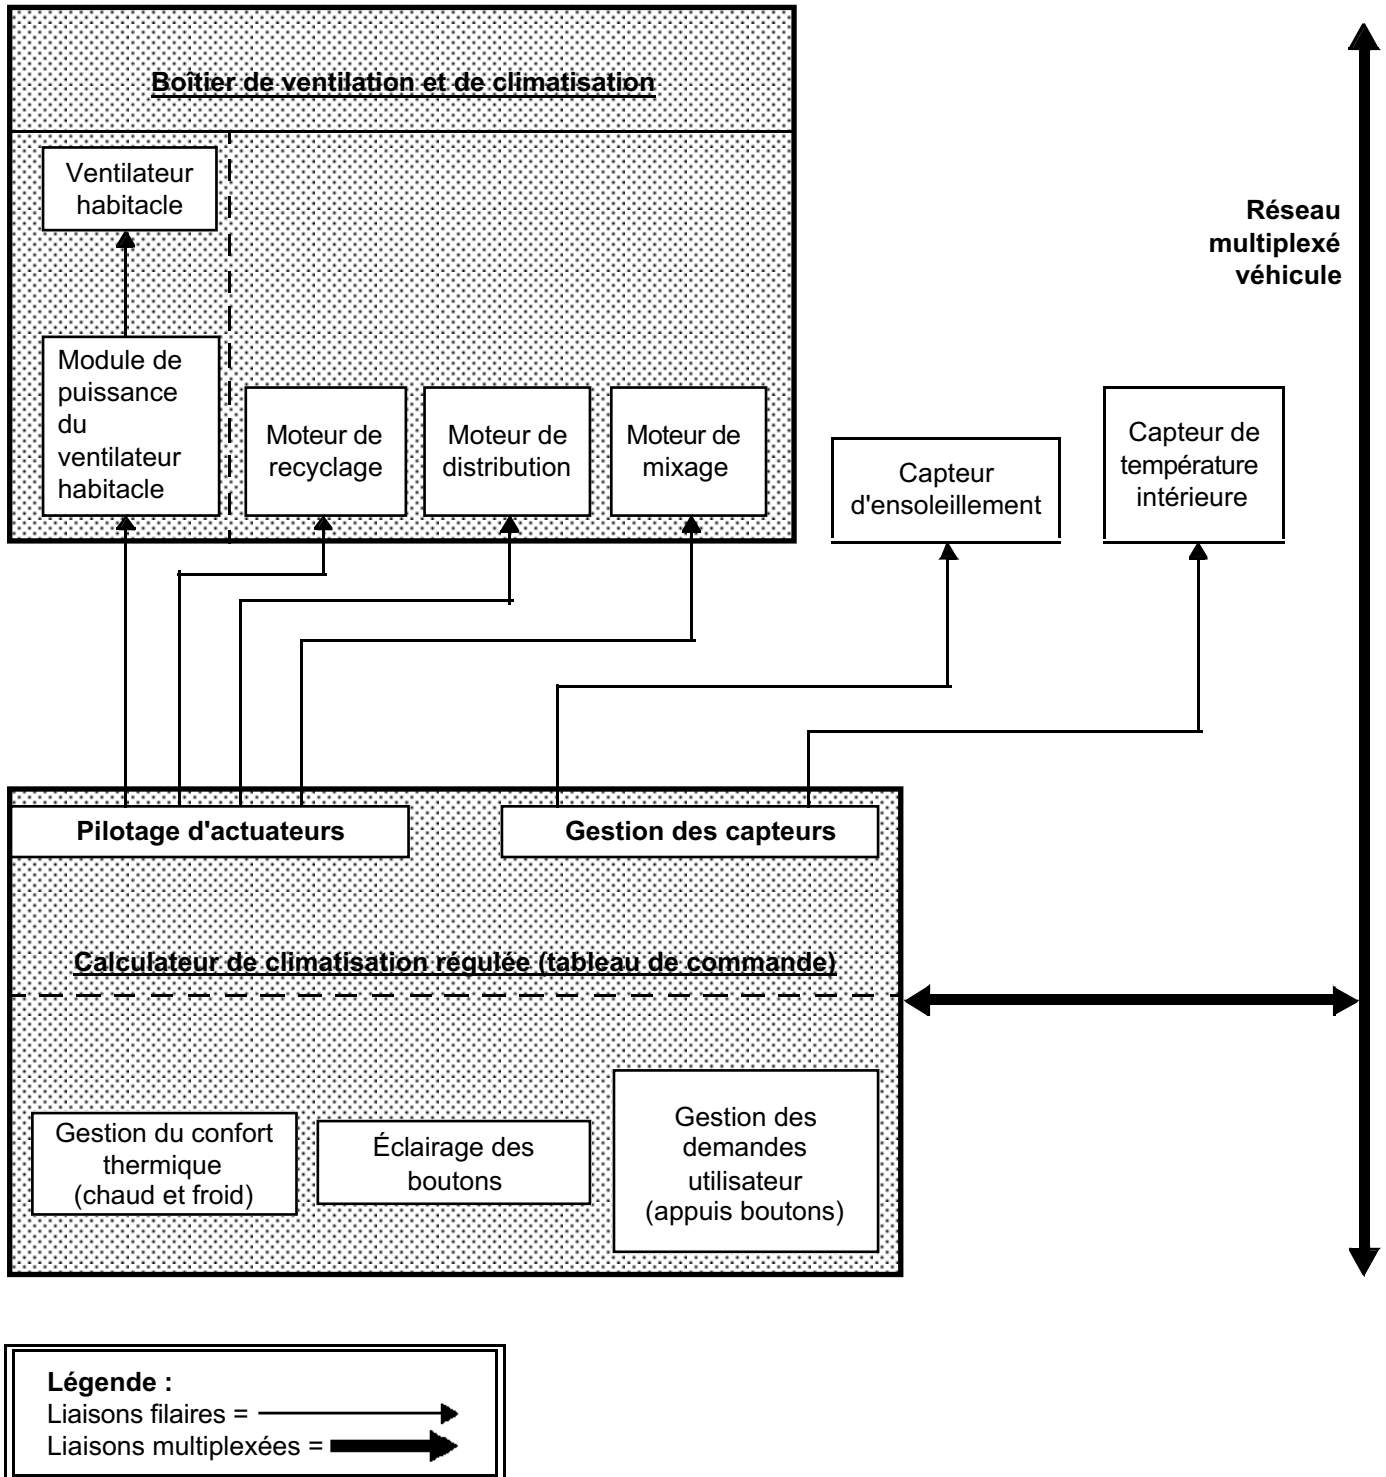 Boîtier de ventilation et de climatisation
Ventilateur
habitacle
Réseau
multiplexé
véhicule
Module de
puissance
du
ventilateur
habitacle
Moteur de
recyclage
Moteur de
distribution
Moteur de
mixage
Capteur
d'ensoleillement
Capteur de
température
intérieure
Pilotage d'actuateurs
Gestion des capteurs
Calculateur de climatisation régulée (tableau de commande)
Gestion du confort
thermique
(chaud et froid)
Éclairage des
boutons
Gestion des
demandes
utilisateur
(appuis boutons)
Légende :
Liaisons filaires =
Liaisons multiplexées =